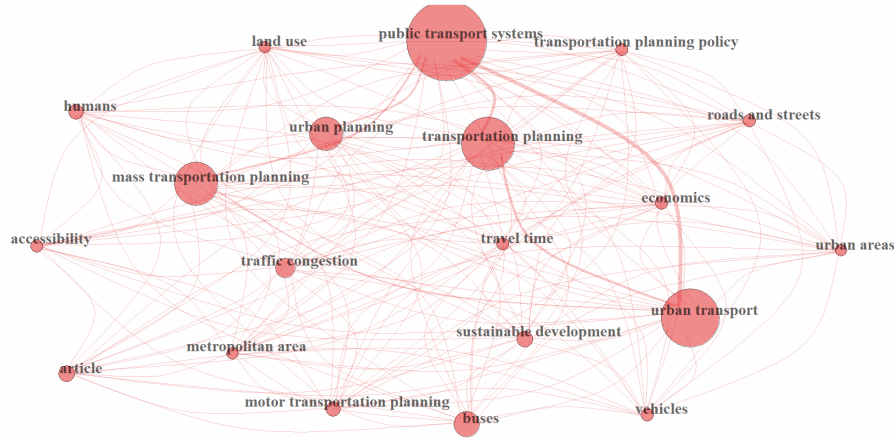 public transport systems
land use
transportation planning policy
humans
roads and streets
urban planning
transportation planning
mass transportation planning
economics
accessibility
travel time
urban areas
traffic congestion
urban transport
sustainable development
metropolitan area
article
motor transportation planning
vehicles
buses